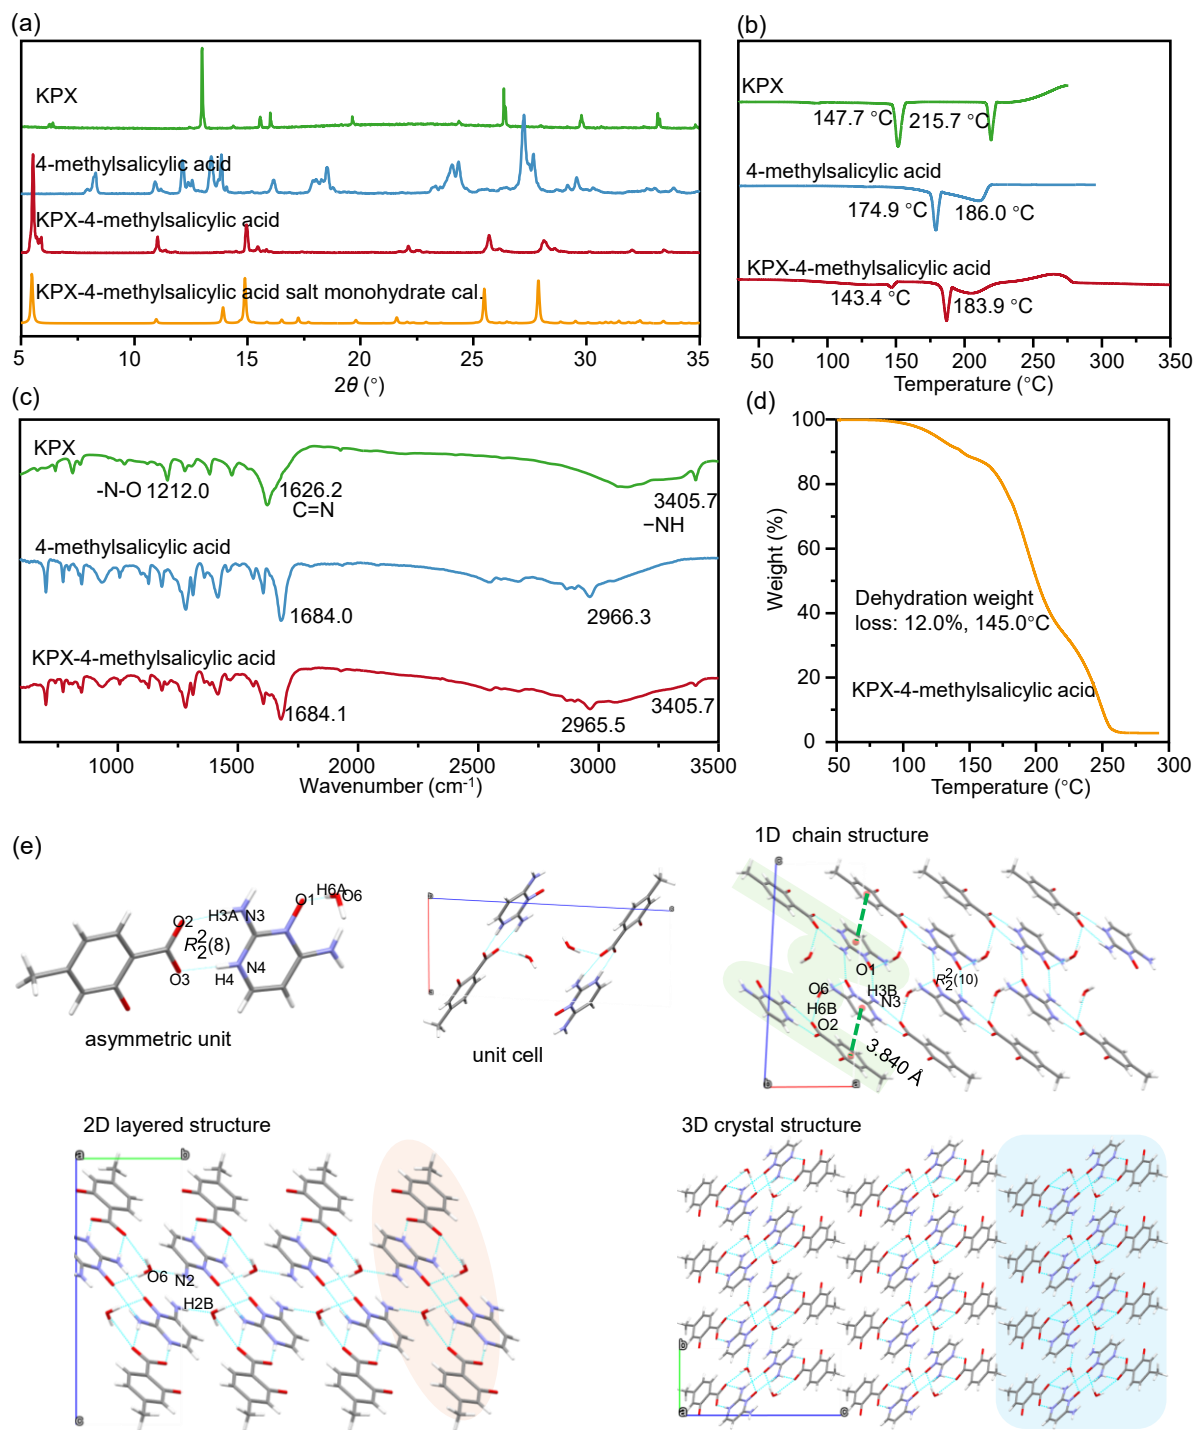 (a)
KPX
4-methylsalicylic acid
KPX-4-methylsalicylic acid
KPX-4-methylsalicylic acid salt monohydrate cal.
5 10 15 20 25 30 35
2θ (°)
(b)
KPX
147.7 °C 215.7 °C
4-methylsalicylic acid
174.9 °C 186.0 °C
KPX-4-methylsalicylic acid
143.4 °C 183.9 °C
50 100 150 200 250 300 350
Temperature (°C)
(c)
KPX
-N-O 1212.0
1626.2
C=N
3405.7
−NH
4-methylsalicylic acid
1684.0
2966.3
KPX-4-methylsalicylic acid
1684.1
2965.5
3405.7
1000 1500 2000 2500 3000 3500
Wavenumber (cm-1)
(d)
100
80
60
40
20
0
Weight (%)
Dehydration weight
loss: 12.0%, 145.0°C
KPX-4-methylsalicylic acid
50 100 150 200 250 300
Temperature (°C)
(e)
O2 H3A N3 O1 H6A O6
R22(8)
O3 H4 N4
asymmetric unit
unit cell
1D chain structure
c
O1
O6 H3B R22(10)
H6B N3
O2
3.840 Å
b a
2D layered structure
a b
O6 N2
H2B
c
3D crystal structure
b
a c